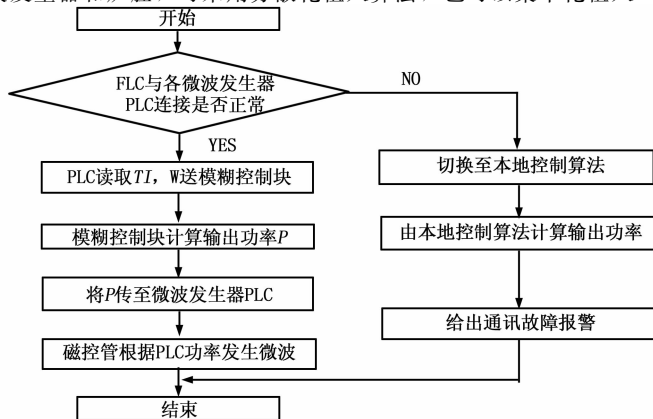 开始
FLC与各微波发生器
PLC连接是否正常
NO
YES
PLC读取TI，W送模糊控制块
切换至本地控制算法
模糊控制块计算输出功率P
由本地控制算法计算输出功率
将P传至微波发生器PLC
给出通讯故障报警
磁控管根据PLC功率发生微波
结束